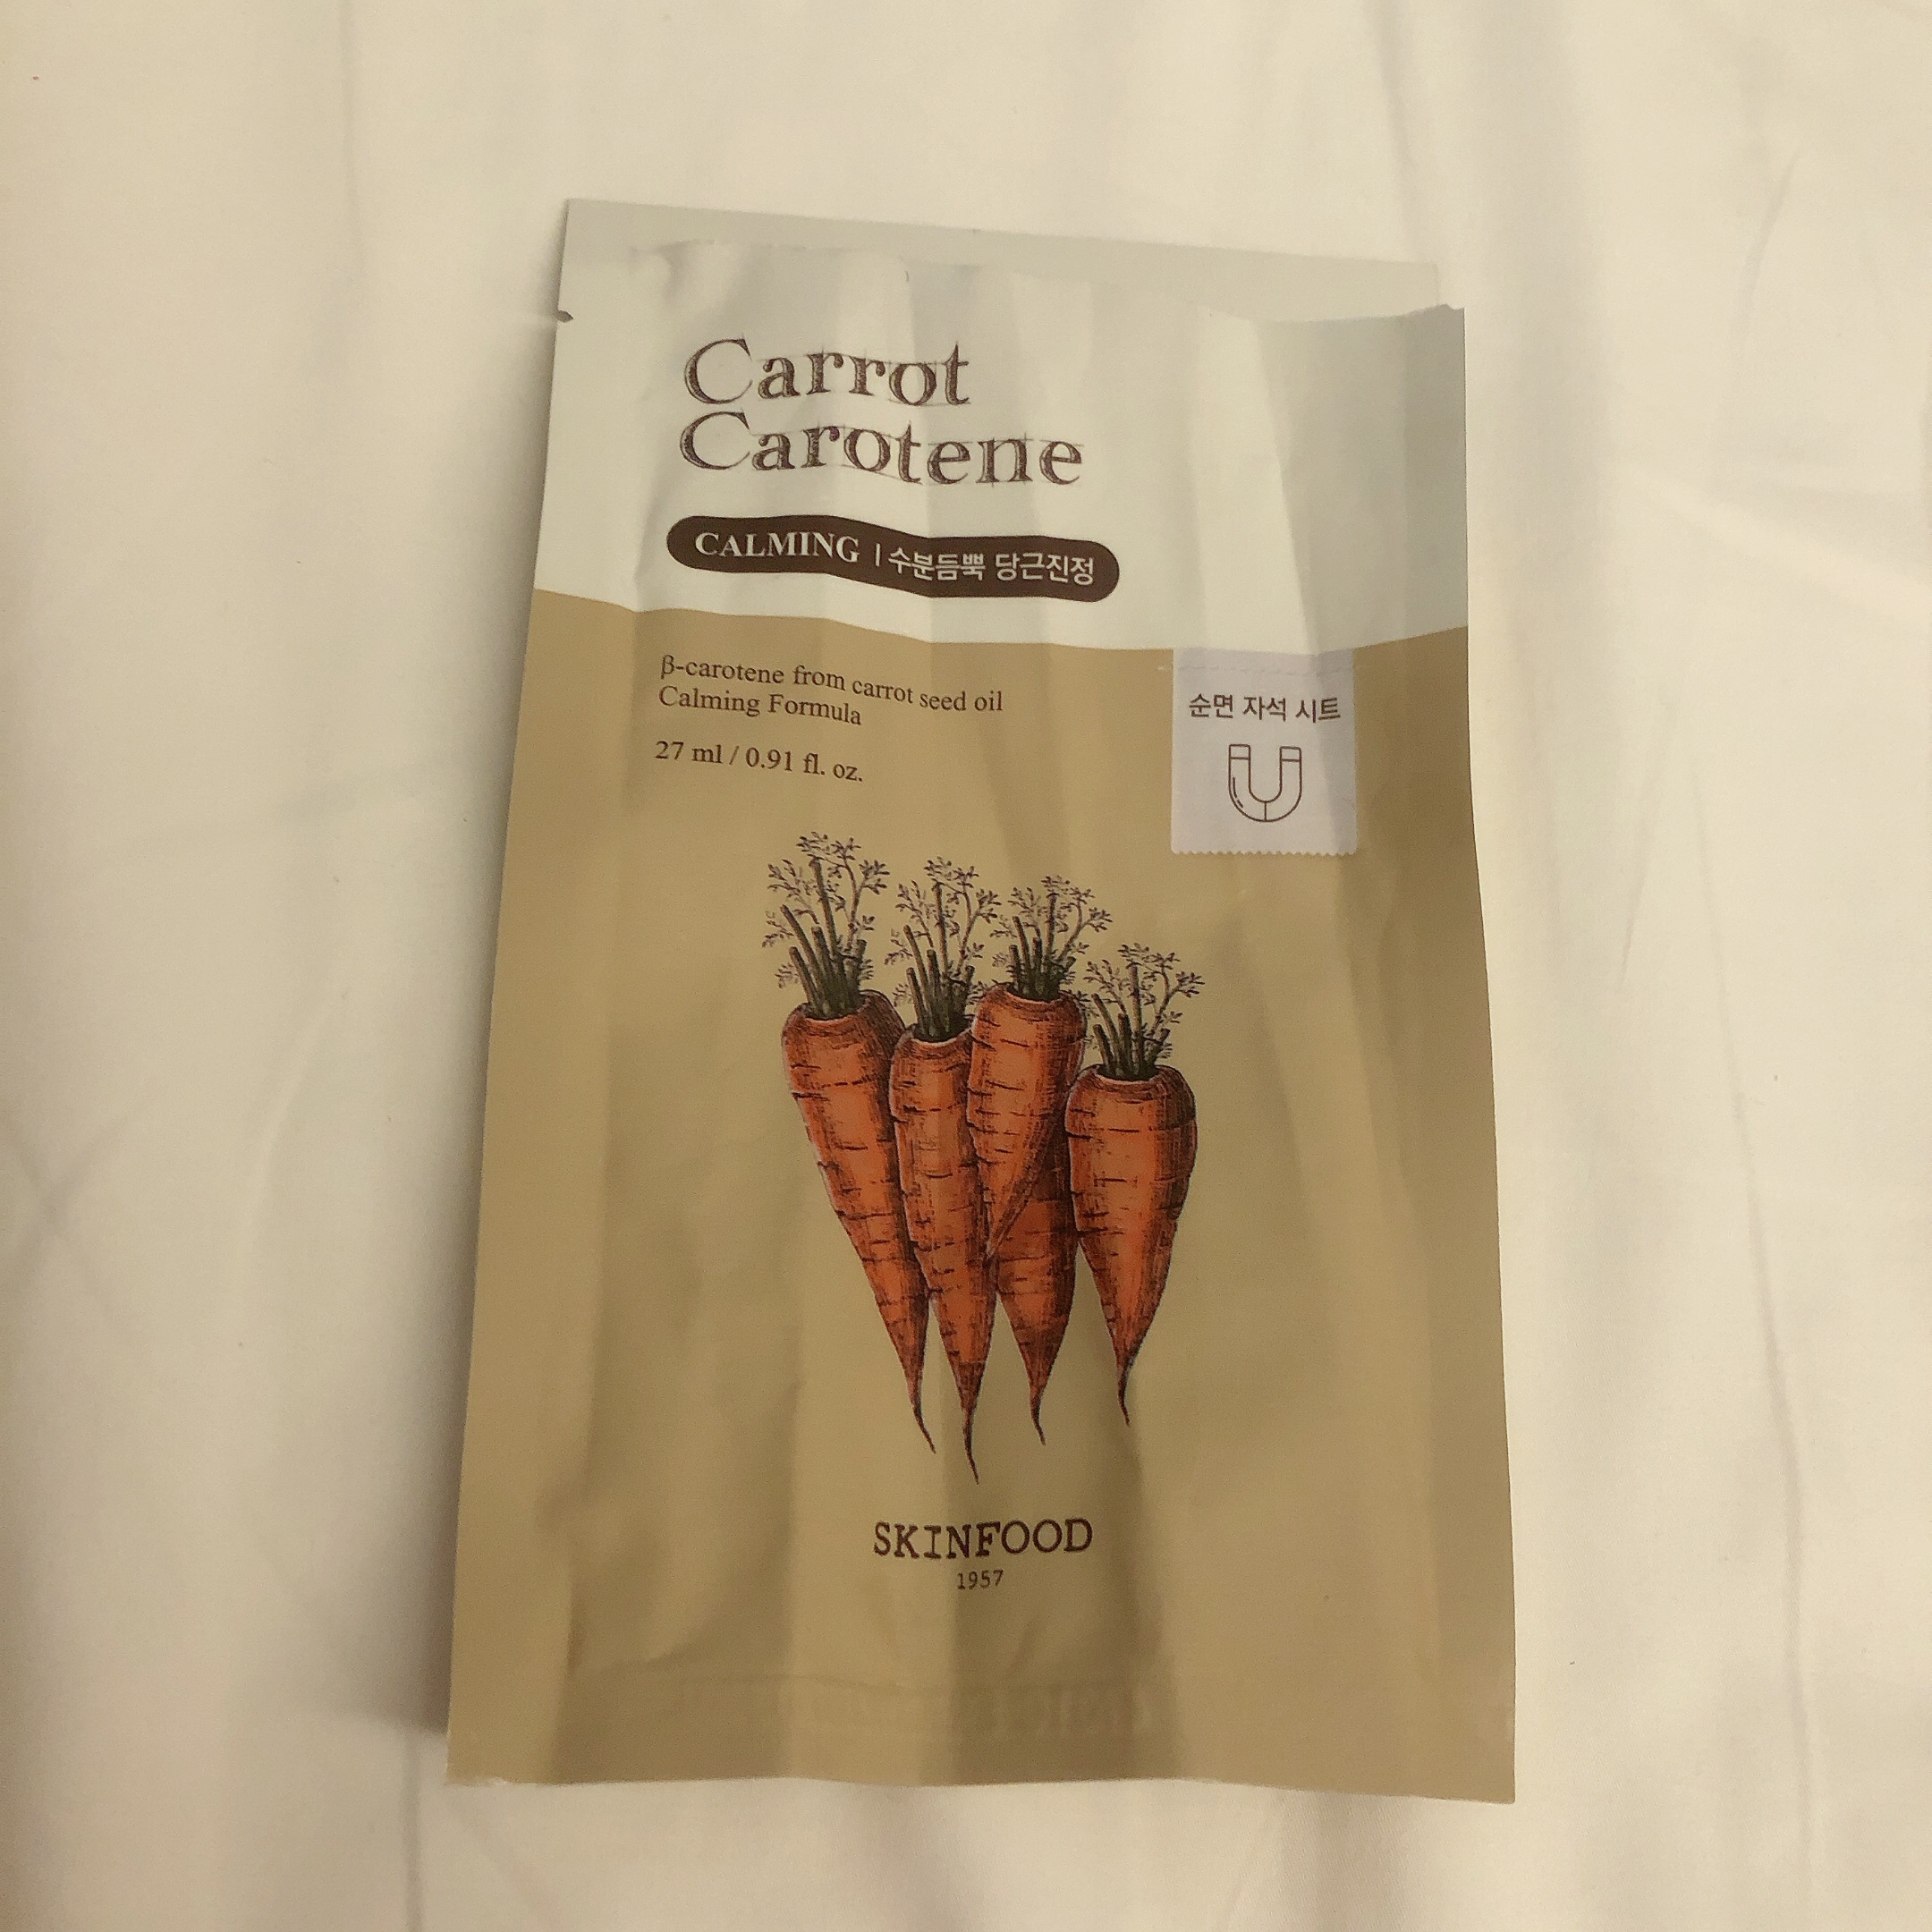 Carrot
Carotene
CALMING | 수분듬뿍 당근진정
β-carotene from carrot seed oil
Calming Formula
27 ml / 0.91 fl. oz.
순면 자석 시트
SKINFOOD
1957